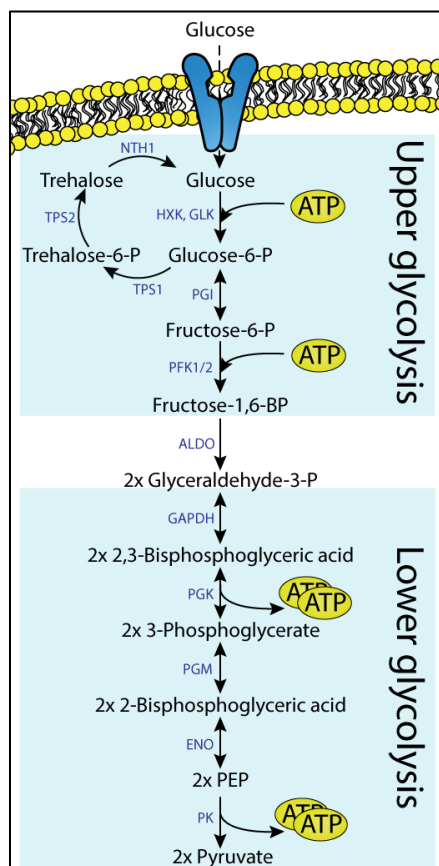 Glucose
NTH1
Trehalose
Glucose
TPS2
HXK, GLK
ATP
Trehalose-6-P
Glucose-6-P
TPS1
PGI
Fructose-6-P
PFK1/2
ATP
Fructose-1,6-BP
Upper glycolysis
ALDO
2x Glyceraldehyde-3-P
GAPDH
2x 2,3-Bisphosphoglyceric acid
PGK
ATP
ATP
2x 3-Phosphoglycerate
PGM
2x 2-Bisphosphoglyceric acid
ENO
2x PEP
PK
ATP
ATP
2x Pyruvate
Lower glycolysis